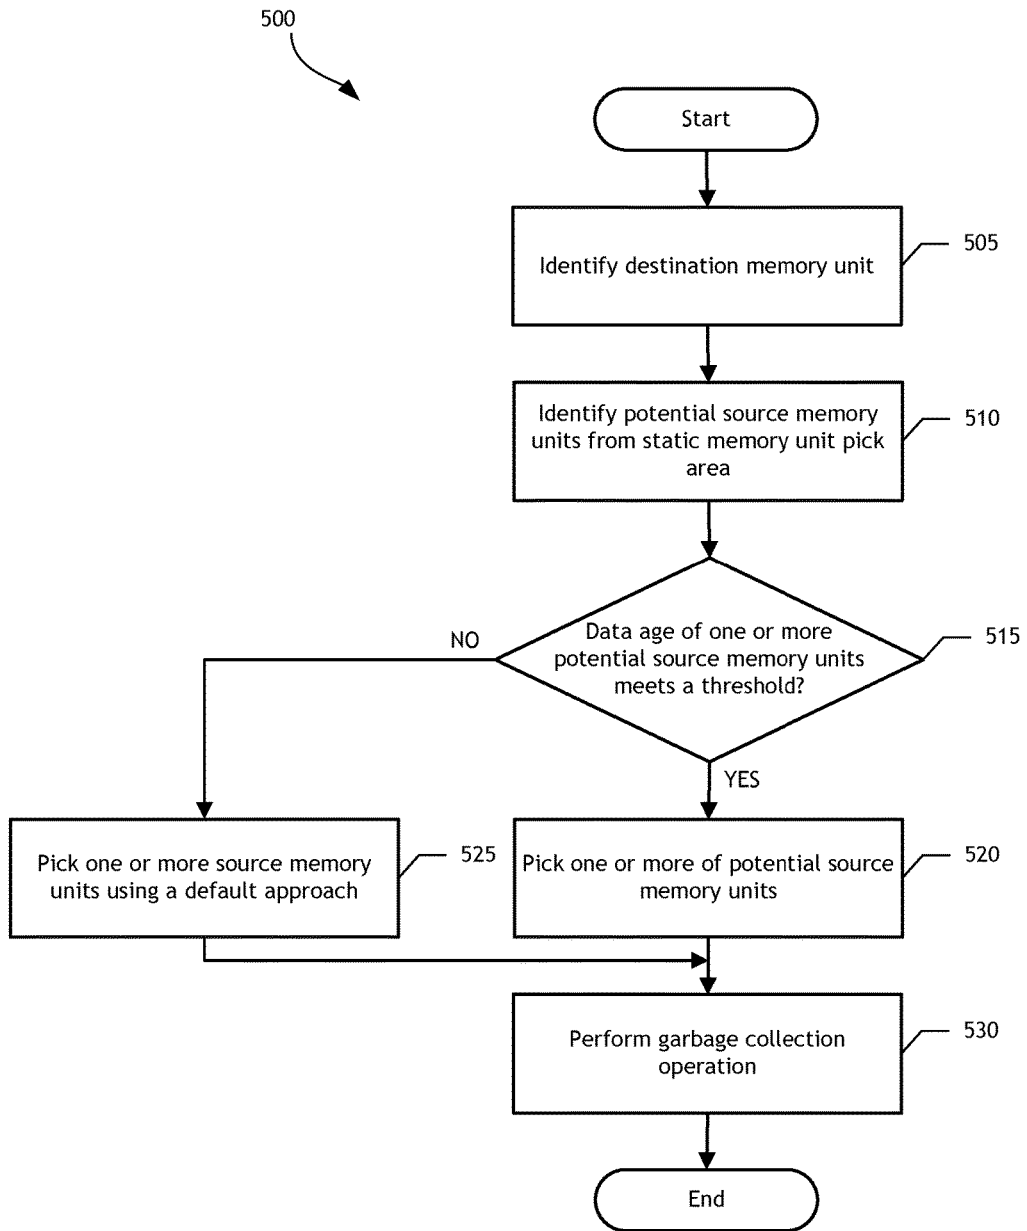 500
Start
Identify destination memory unit
505
Identify potential source memory
units from static memory unit pick
area
510
Data age of one or more
potential source memory units
meets a threshold?
515
NO
YES
Pick one or more source memory
units using a default approach
525
Pick one or more of potential source
memory units
520
Perform garbage collection
operation
530
End